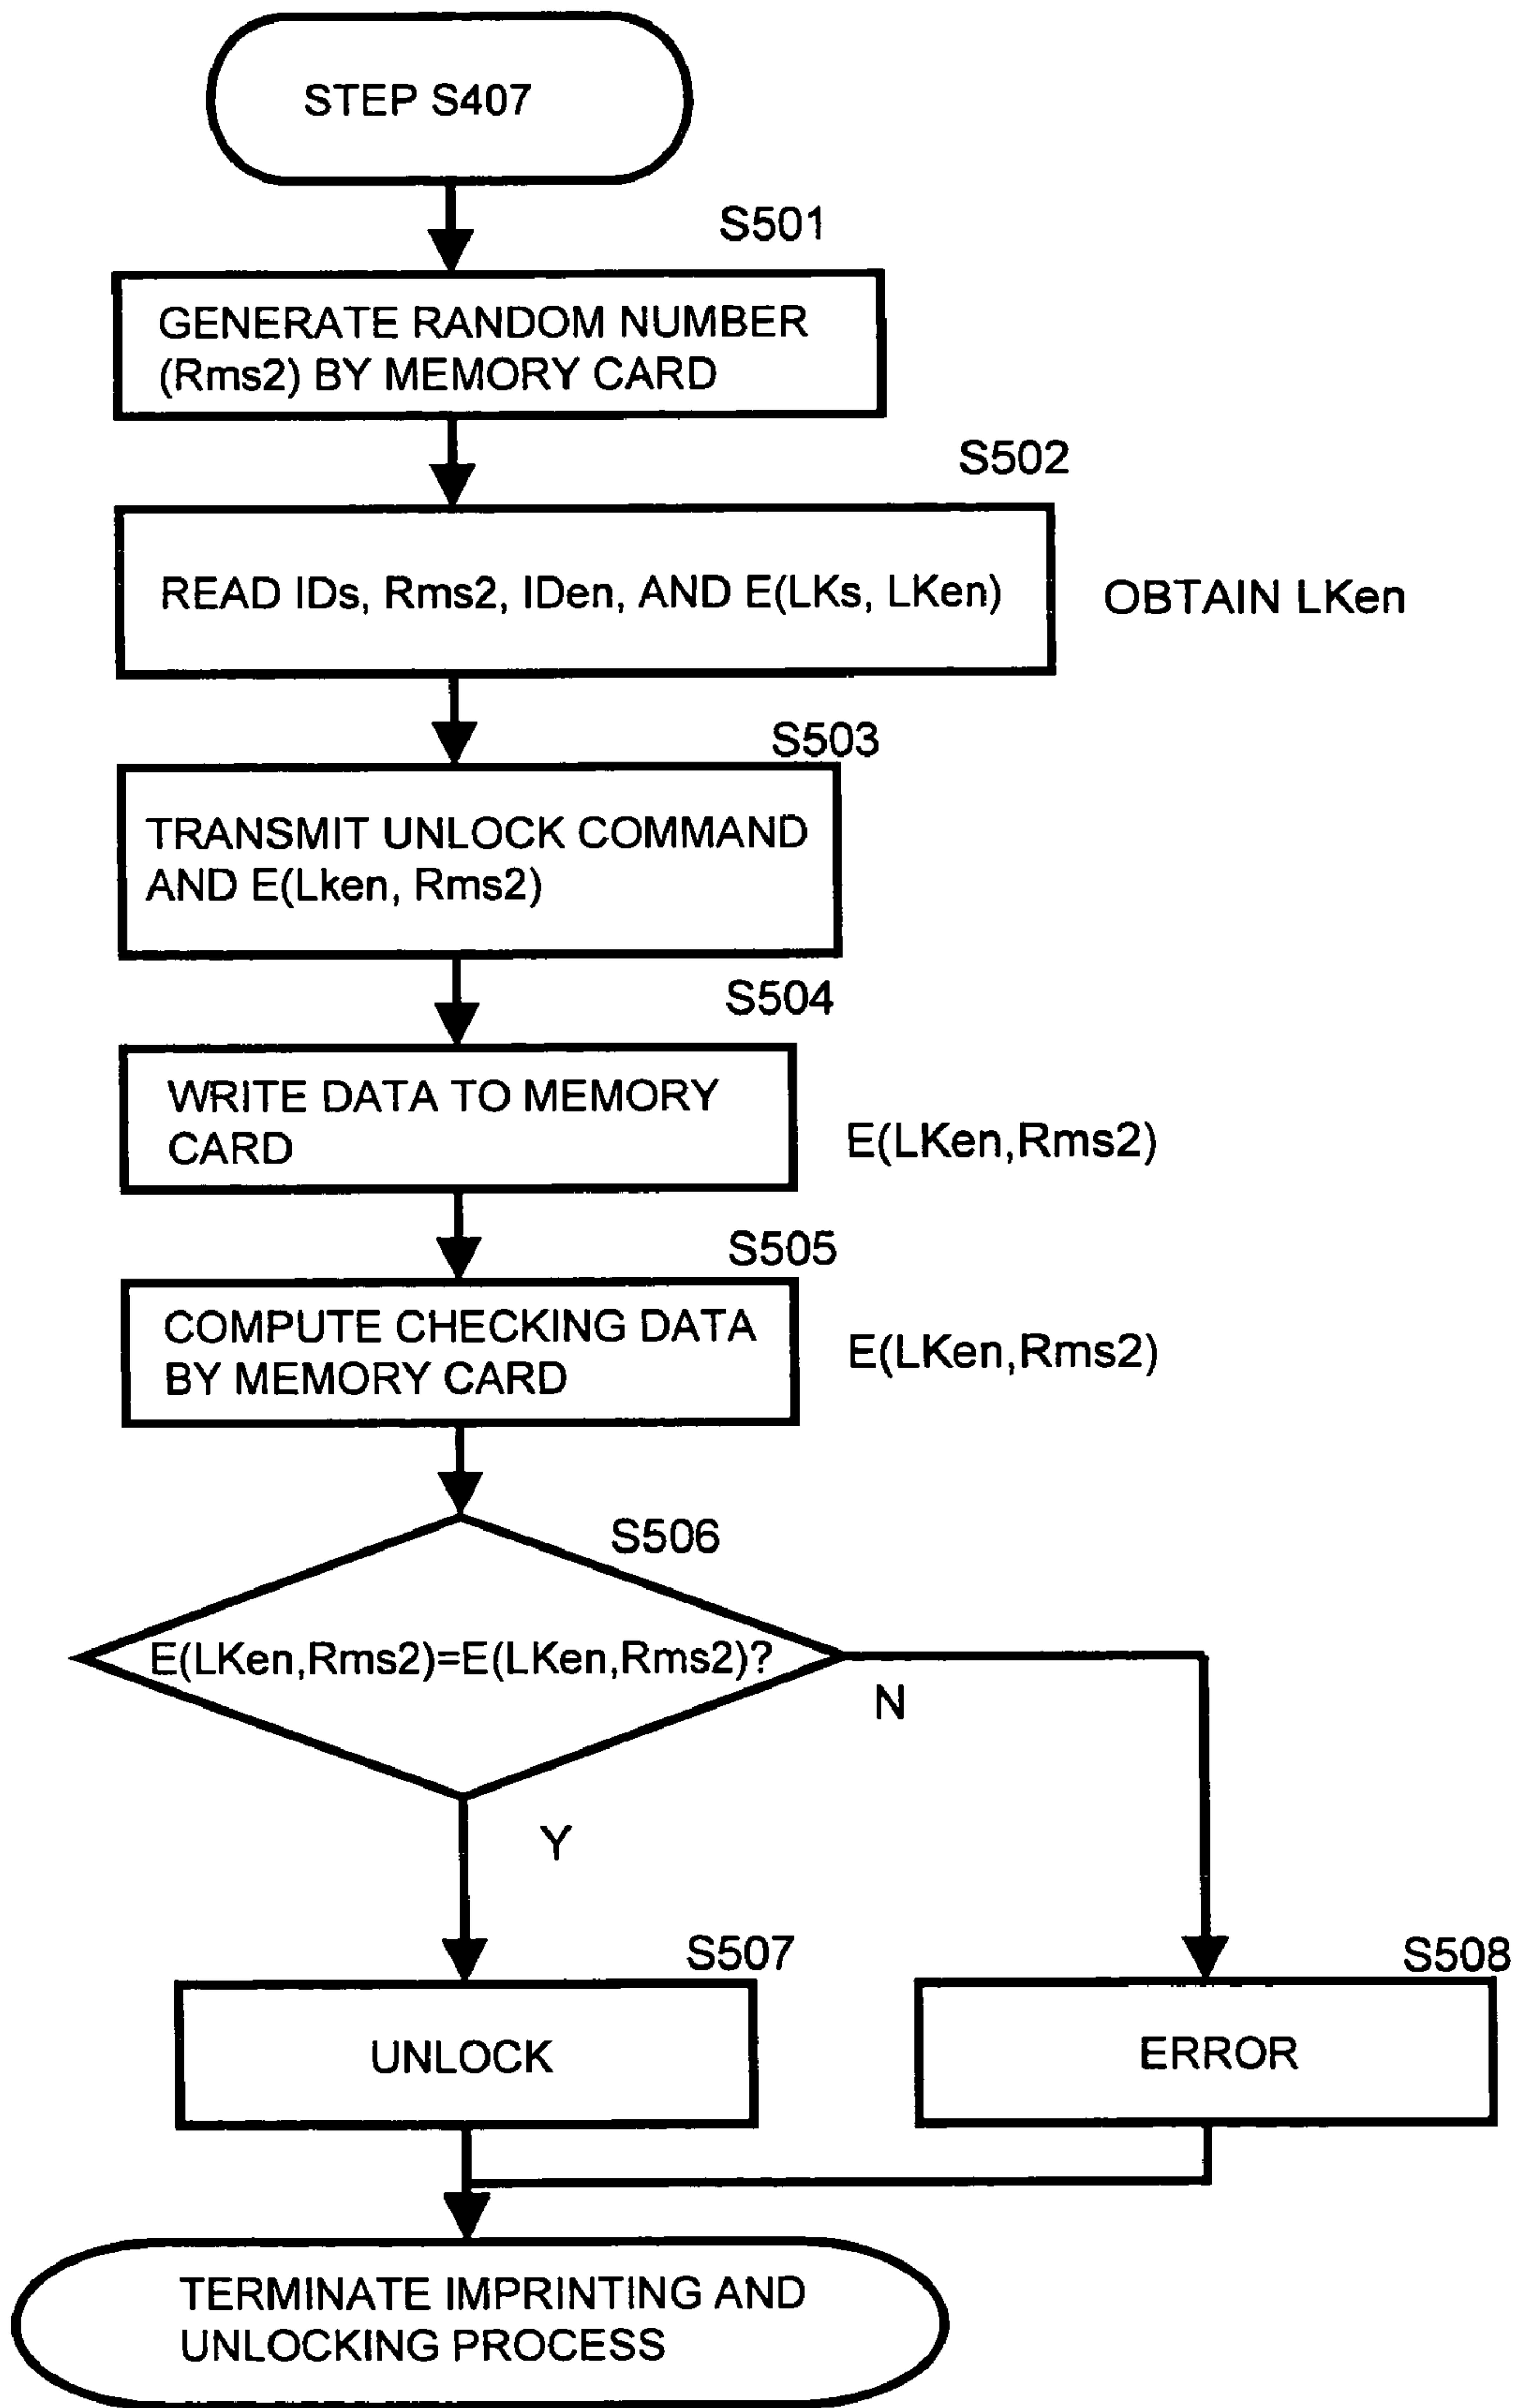 STEP S407
S501
GENERATE RANDOM NUMBER
(Rms2) BY MEMORY CARD
S502
READ IDs, Rms2, IDen, AND E(LKs, LKen)
OBTAIN LKen
S503
TRANSMIT UNLOCK COMMAND
AND E(Lken, Rms2)
S504
WRITE DATA TO MEMORY
CARD
E(LKen,Rms2)
S505
COMPUTE CHECKING DATA
BY MEMORY CARD
E(LKen,Rms2)
S506
E(LKen,Rms2)=E(LKen,Rms2)?
N
Y
S507
UNLOCK
S508
ERROR
TERMINATE IMPRINTING AND
UNLOCKING PROCESS